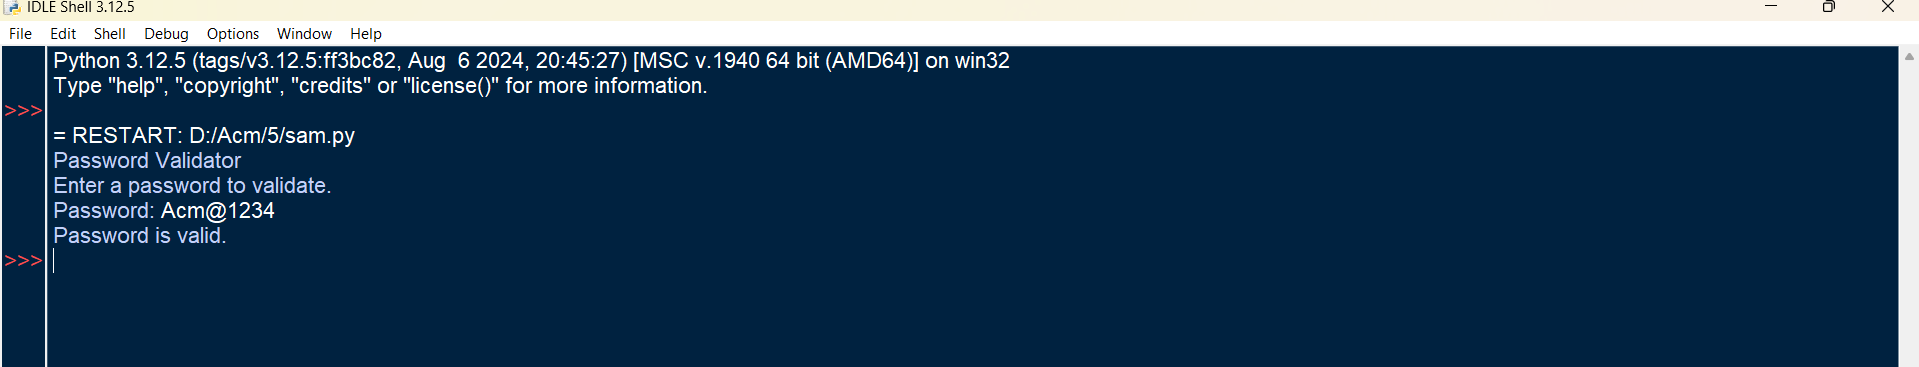 IDLE Shell 3.12.5
File Edit Shell Debug Options Window Help
Python 3.12.5 (tags/v3.12.5:ff3bc82, Aug  6 2024, 20:45:27) [MSC v.1940 64 bit (AMD64)] on win32
Type "help", "copyright", "credits" or "license()" for more information.
>>>
= RESTART: D:/Acm/5/sam.py
Password Validator
Enter a password to validate.
Password: Acm@1234
Password is valid.
>>>